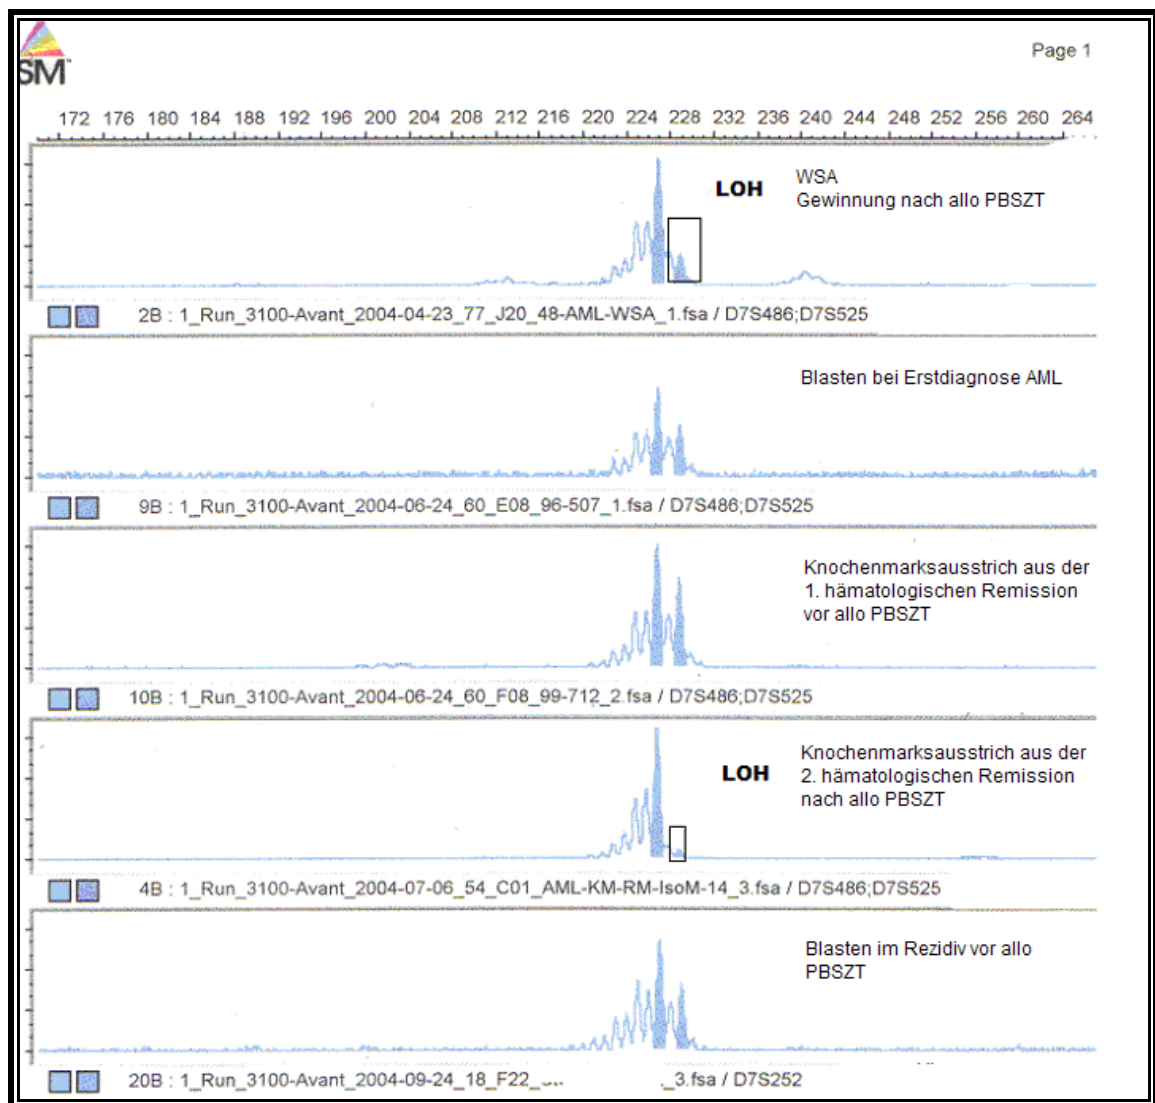 SM
Page 1
172 176 180 184 188 192 196 200 204 208 212 216 220 224 228 232 236 240 244 248 252 256 260 264
LOH
WSA
Gewinnung nach allo PBSZT
2B : 1_Run_3100-Avant_2004-04-23_77_J20_48-AML-WSA_1.fsa / D7S486;D7S525
Blasten bei Erstdiagnose AML
9B : 1_Run_3100-Avant_2004-06-24_60_E08_96-507_1.fsa / D7S486;D7S525
Knochenmarksausstrich aus der
1. hämatologischen Remission
vor allo PBSZT
10B : 1_Run_3100-Avant_2004-06-24_60_F08_99-712_2.fsa / D7S486;D7S525
LOH
Knochenmarksausstrich aus der
2. hämatologischen Remission
nach allo PBSZT
4B : 1_Run_3100-Avant_2004-07-06_54_C01_AML-KM-RM-IsoM-14_3.fsa / D7S486;D7S525
Blasten im Rezidiv vor allo
PBSZT
20B : 1_Run_3100-Avant_2004-09-24_18_F22_ _3.fsa / D7S252